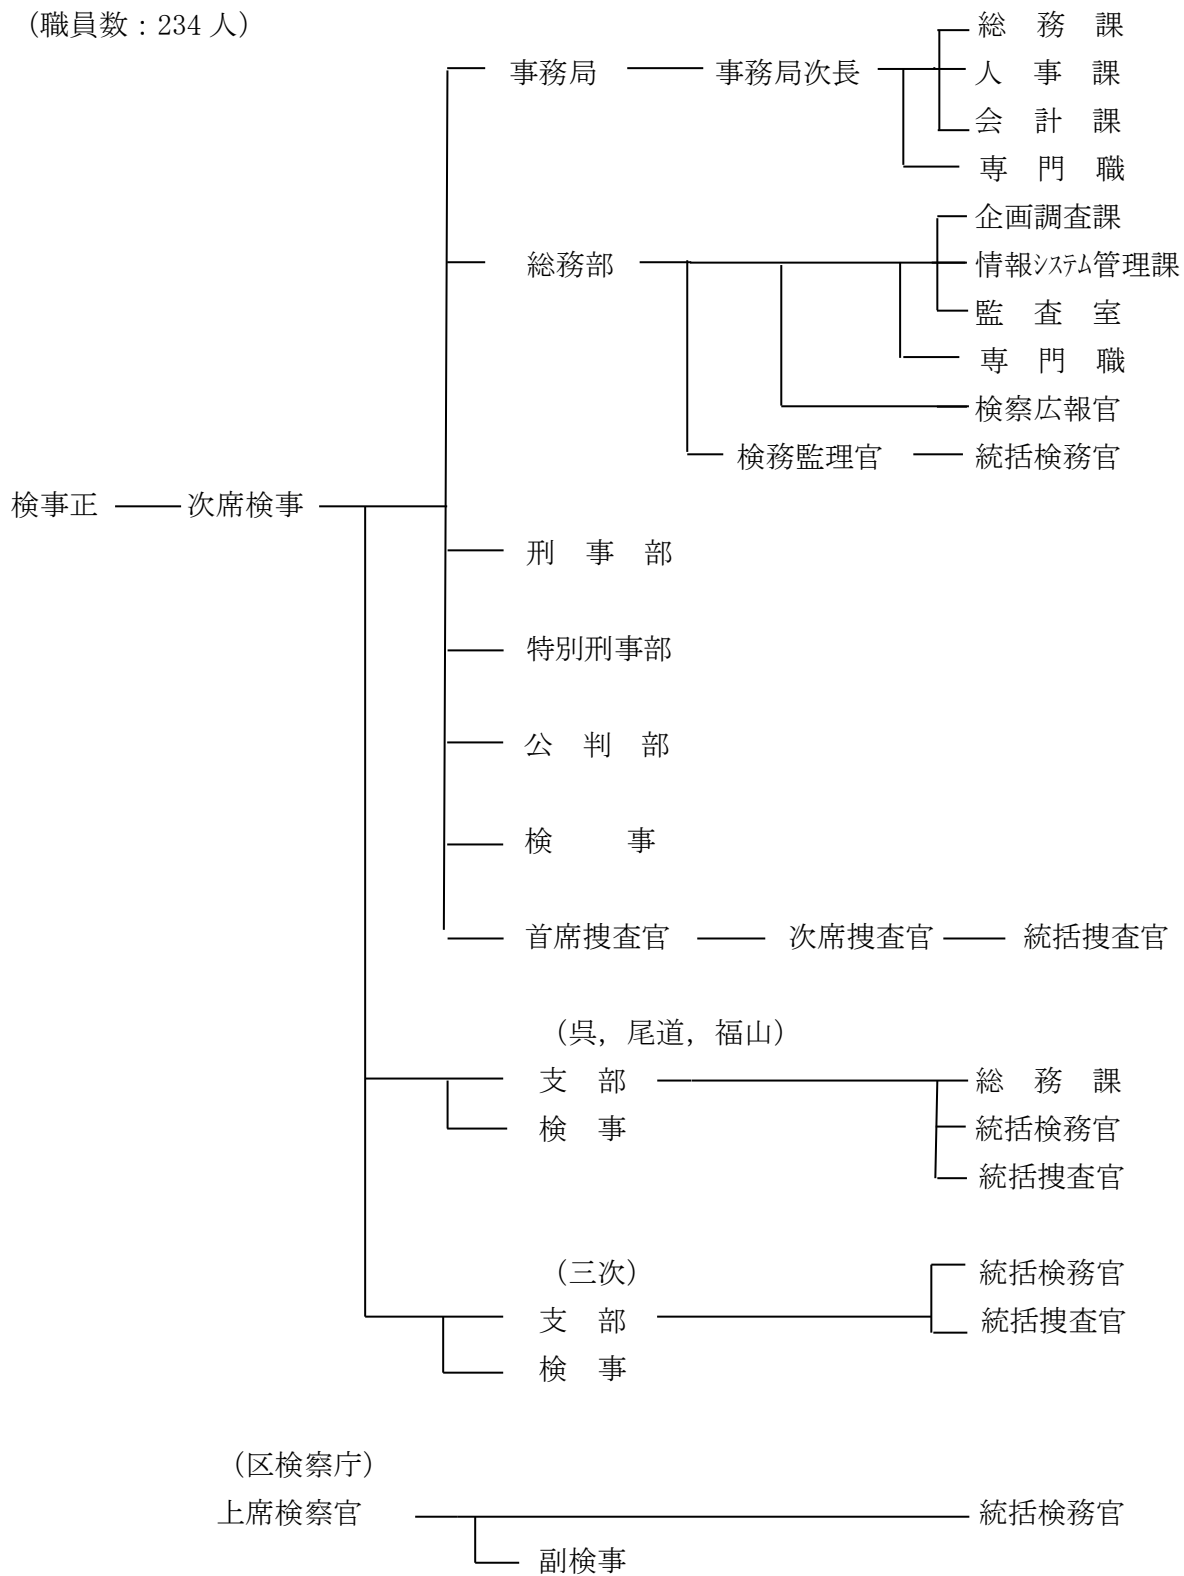 （職員数：234 人）
総　務　課
事務局　事務局次長　人　事　課
会　計　課
専　門　職
企画調査課
総務部　情報ｼｽﾃﾑ管理課
監　査　室
専　門　職
検察広報官
検務監理官　統括検務官
検事正　次席検事
刑　事　部
特別刑事部
公　判　部
検　　事
首席捜査官　次席捜査官　統括捜査官
（呉，尾道，福山）
支　部　総　務　課
検　事　統括検務官
統括捜査官
（三次）　統括検務官
支　部　統括捜査官
検　事
（区検察庁）
上席検察官　統括検務官
副検事